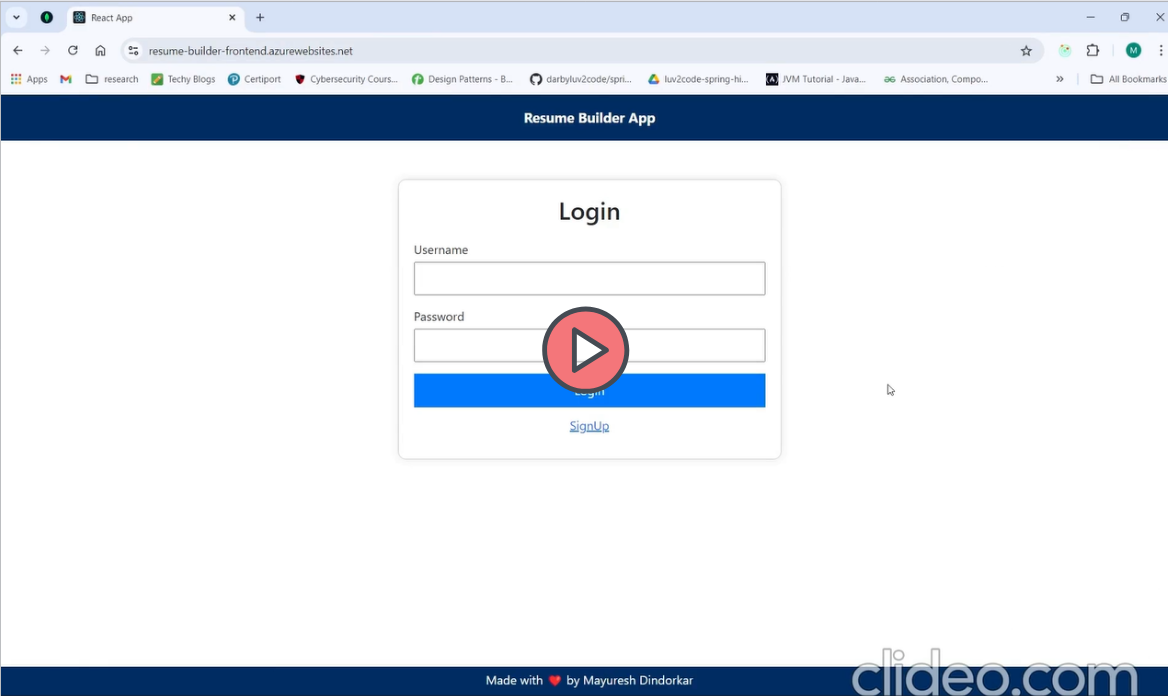 React App
resume-builder-frontend.azurewebsites.net
M
Apps research Techy Blogs Certiport Cybersecurity Cours... Design Patterns - B... darbyluv2code/spri... luv2code-spring-hi... JVM Tutorial - Java... Association, Compo... » All Bookmarks
Resume Builder App
Login
Username
Password
Login
SignUp
Made with ❤️ by Mayuresh Dindorkar
clideo.com